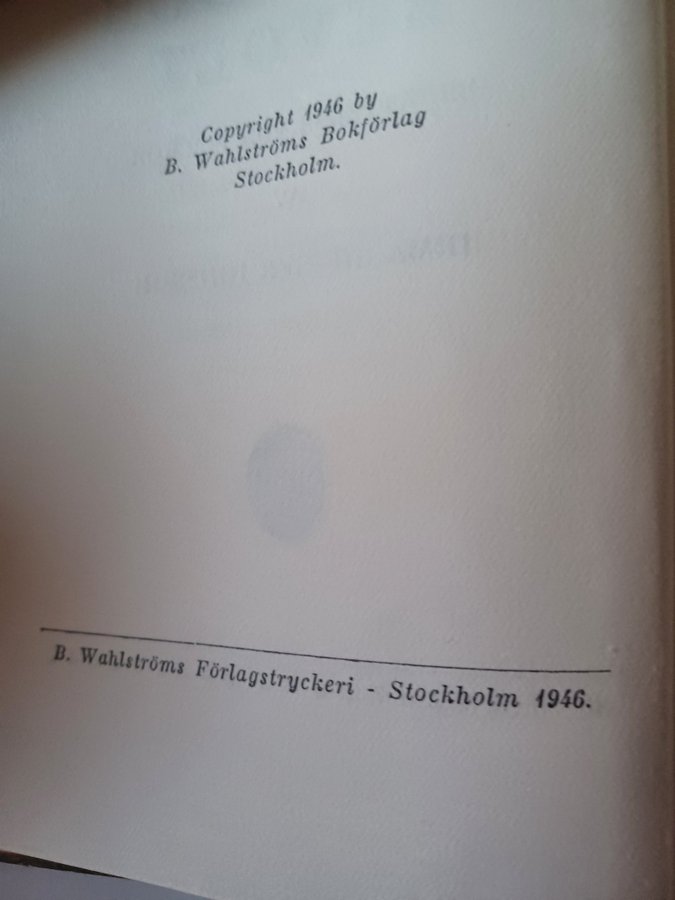 Copyright 1946 by
B. Wahlströms Bokförlag
Stockholm.
B. Wahlströms Förlagstryckeri - Stockholm 1946.